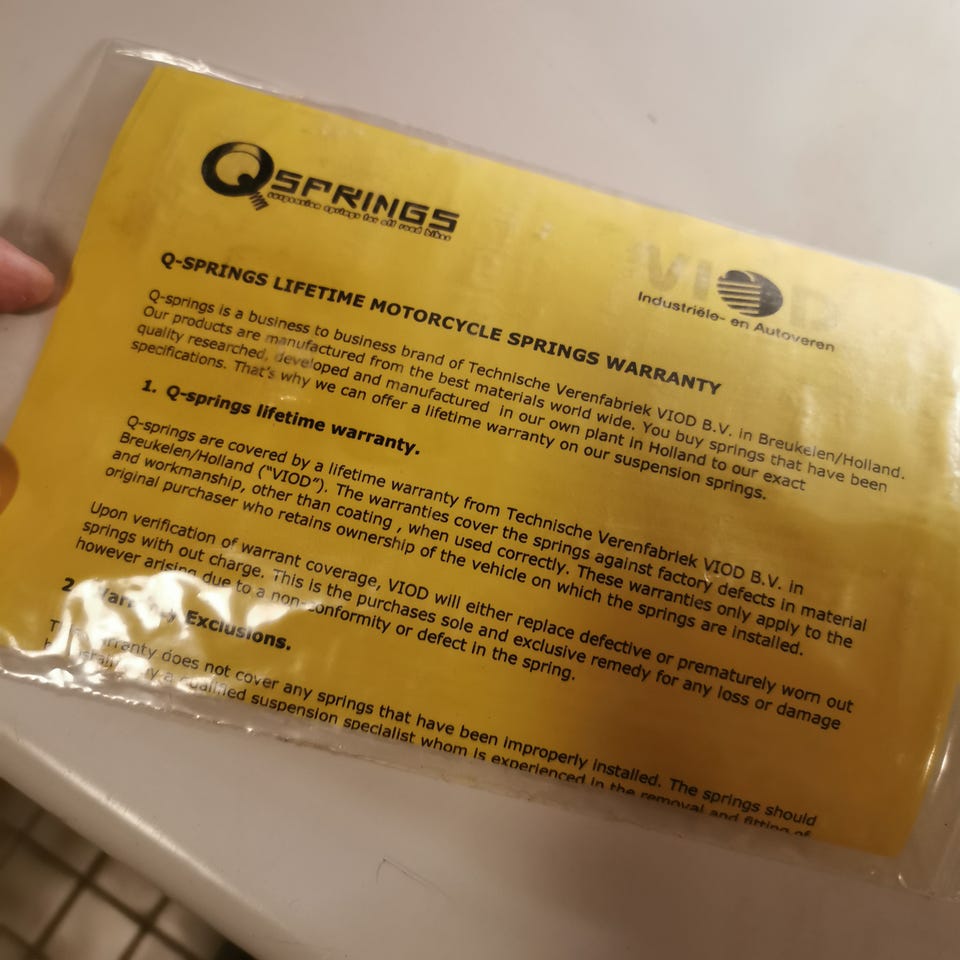 QSPRINGS
suspension springs for off road bikes
VIOD
Industriële- en Autoveren
Q-SPRINGS LIFETIME MOTORCYCLE SPRINGS WARRANTY
Q-springs is a business to business brand of Technische Verenfabriek VIOD B.V. in Breukelen/Holland.
Our products are manufactured from the best materials world wide. You buy springs that have been
quality researched, developed and manufactured in our own plant in Holland to our exact
specifications. That's why we can offer a lifetime warranty on our suspension springs.
1. Q-springs lifetime warranty.
Q-springs are covered by a lifetime warranty from Technische Verenfabriek VIOD B.V. in
Breukelen/Holland ("VIOD"). The warranties cover the springs against factory defects in material
and workmanship, other than coating , when used correctly. These warranties only apply to the
original purchaser who retains ownership of the vehicle on which the springs are installed.
Upon verification of warrant coverage, VIOD will either replace defective or prematurely worn out
springs with out charge. This is the purchases sole and exclusive remedy for any loss or damage
however arising due to a non-conformity or defect in the spring.
2. Warranty Exclusions.
warranty does not cover any springs that have been improperly installed. The springs should
by a qualified suspension specialist whom is experienced in the removal and fitting of